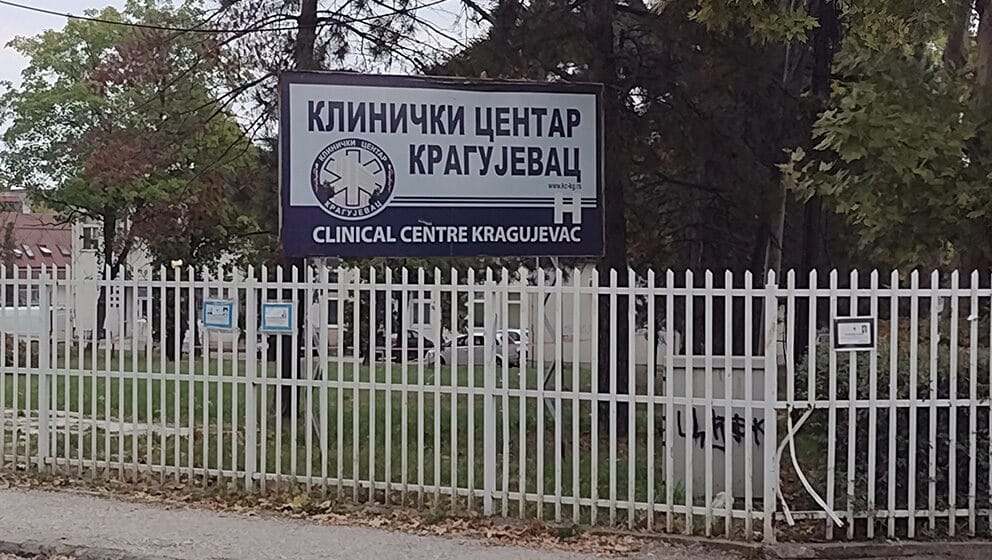 КЛИНИЧКИ ЦЕНТАР
КРАГУЈЕВАЦ
www.kc-kg.rs
КЛИНИЧКИ ЦЕНТАР
КРАГУЈЕВАЦ
H
CLINICAL CENTRE KRAGUJEVAC